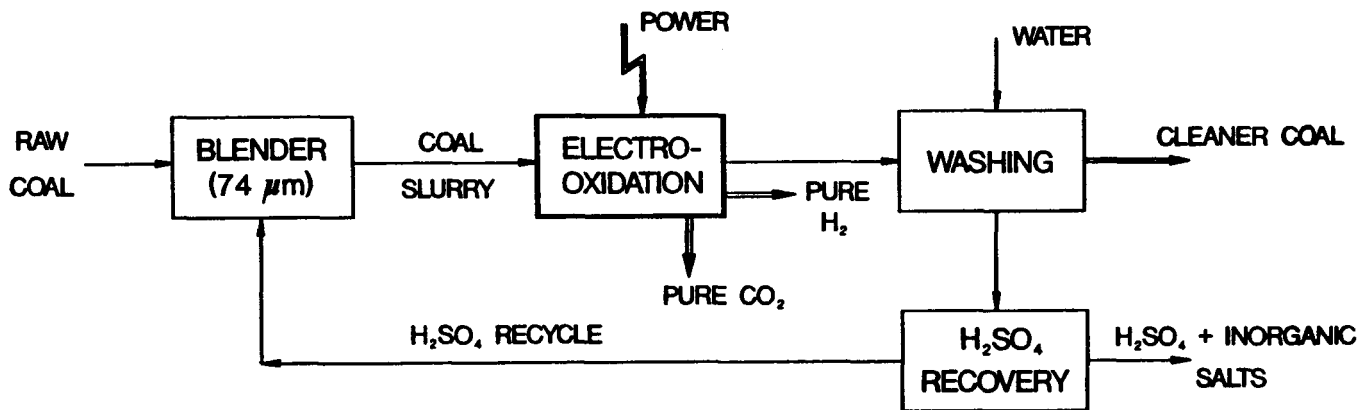 POWER
WATER
RAW
COAL
BLENDER
(74 μm)
COAL
SLURRY
ELECTRO-
OXIDATION
PURE
H₂
PURE CO₂
WASHING
CLEANER COAL
H₂SO₄ RECYCLE
H₂SO₄
RECOVERY
H₂SO₄ + INORGANIC
SALTS